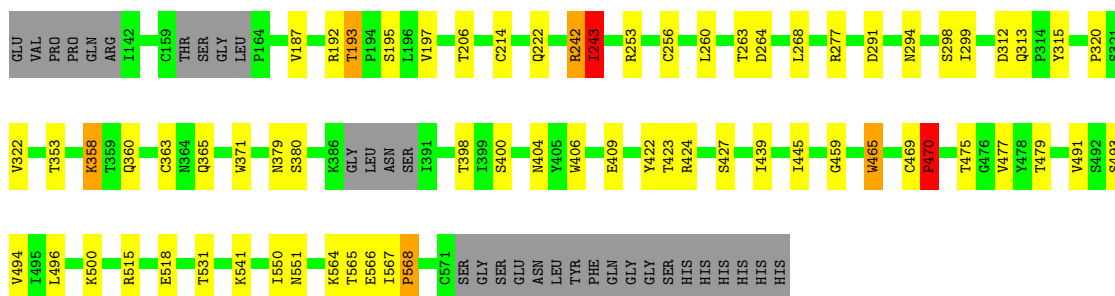 GLU VAL PRO PRO GLN ARG I142 C159 THR SER GLY LEU P164 V187 R192 T193 P194 S195 L196 V197 T206 C214 Q222 R242 I243 R253 C256 L260 T263 D264 L268 R277 D291 N294 S298 I299 D312 Q313 P314 Y315 P320 S321
V322 T353 K358 T359 Q360 C363 N364 Q365 W371 N379 S380 K386 GLY LEU ASN SER I391 T398 I399 S400 N404 Y405 W406 E409 Y422 T423 R424 S427 I439 I445 G459 W465 C469 P470 T475 G476 V477 Y478 T479 V491 S492 S493
V494 I495 L496 K500 R515 E518 T531 K541 I550 N551 K564 T565 E566 I567 P568 C571 SER GLY SER GLU ASN LEU TYR PHE GLN GLY GLY SER HIS HIS HIS HIS HIS HIS